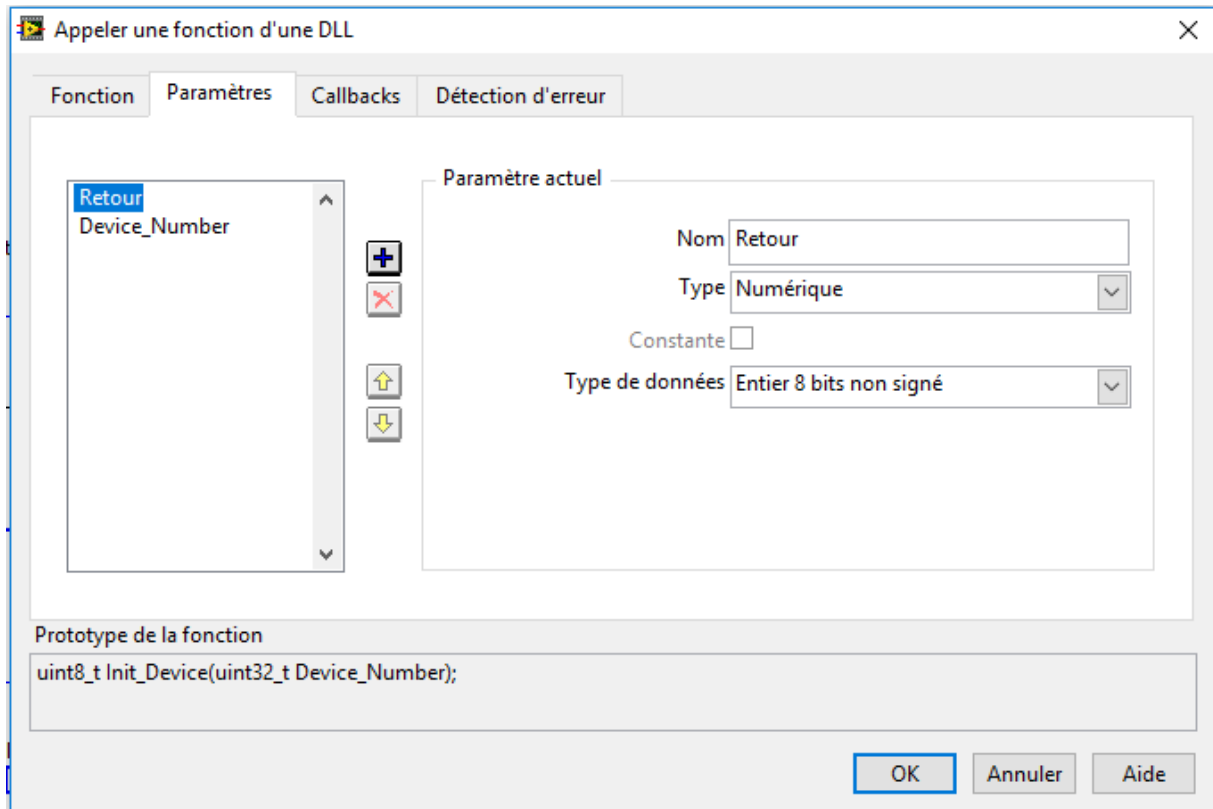 Appeler une fonction d'une DLL
Fonction Paramètres Callbacks Détection d'erreur
Retour
Device_Number
Paramètre actuel
Nom Retour
Type Numérique
Constante
Type de données Entier 8 bits non signé
Prototype de la fonction
uint8_t Init_Device(uint32_t Device_Number);
OK Annuler Aide